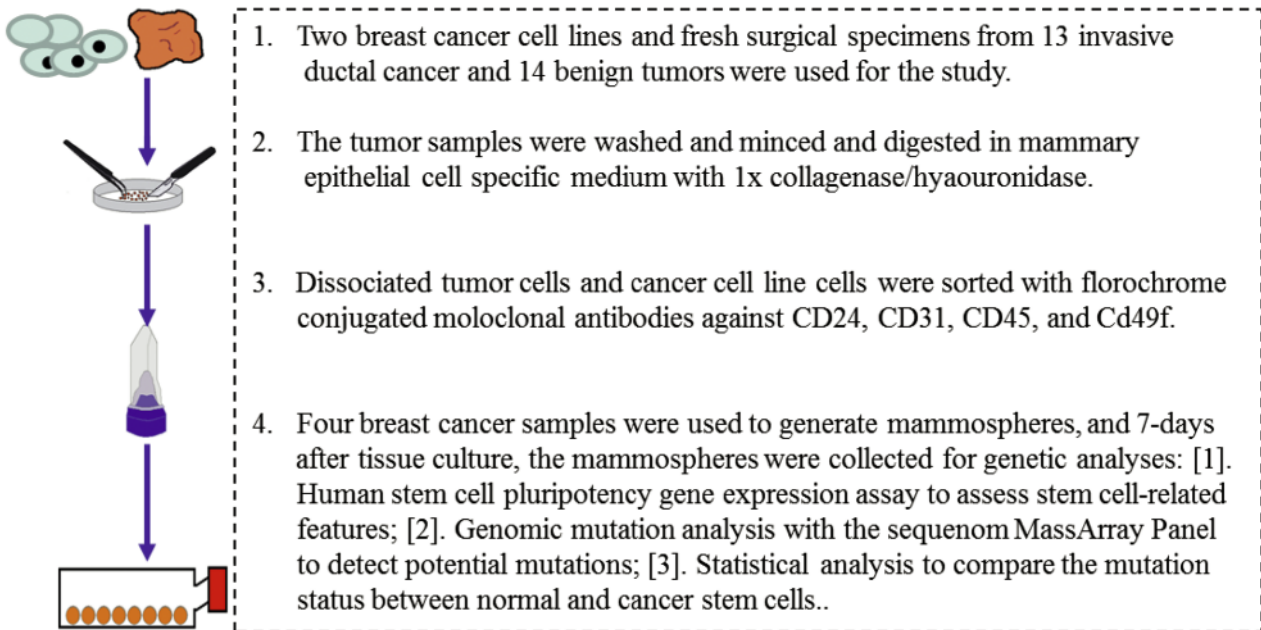 1. Two breast cancer cell lines and fresh surgical specimens from 13 invasive
ductal cancer and 14 benign tumors were used for the study.
2. The tumor samples were washed and minced and digested in mammary
epithelial cell specific medium with 1x collagenase/hyaouronidase.
3. Dissociated tumor cells and cancer cell line cells were sorted with florochrome
conjugated moloclonal antibodies against CD24, CD31, CD45, and Cd49f.
4. Four breast cancer samples were used to generate mammospheres, and 7-days
after tissue culture, the mammospheres were collected for genetic analyses: [1].
Human stem cell pluripotency gene expression assay to assess stem cell-related
features; [2]. Genomic mutation analysis with the sequenom MassArray Panel
to detect potential mutations; [3]. Statistical analysis to compare the mutation
status between normal and cancer stem cells..